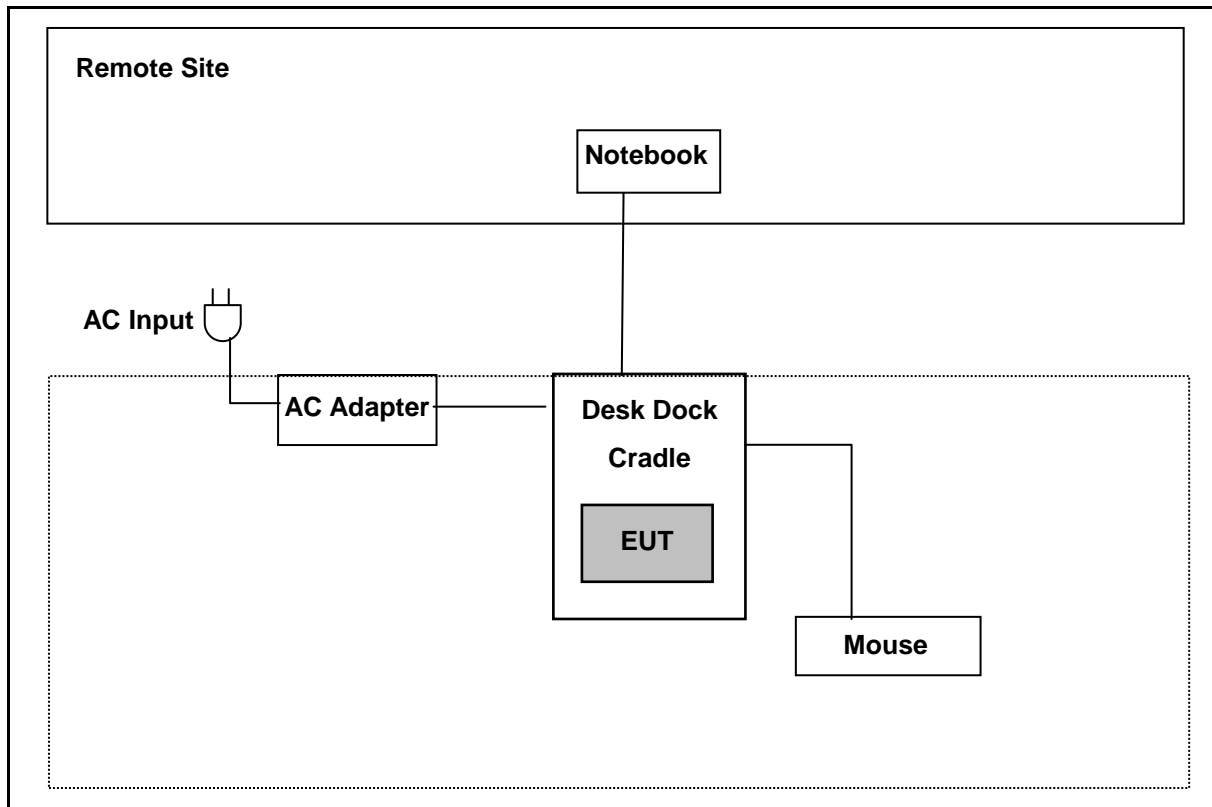 Remote Site
Notebook
AC Input
AC Adapter
Desk Dock
Cradle
EUT
Mouse